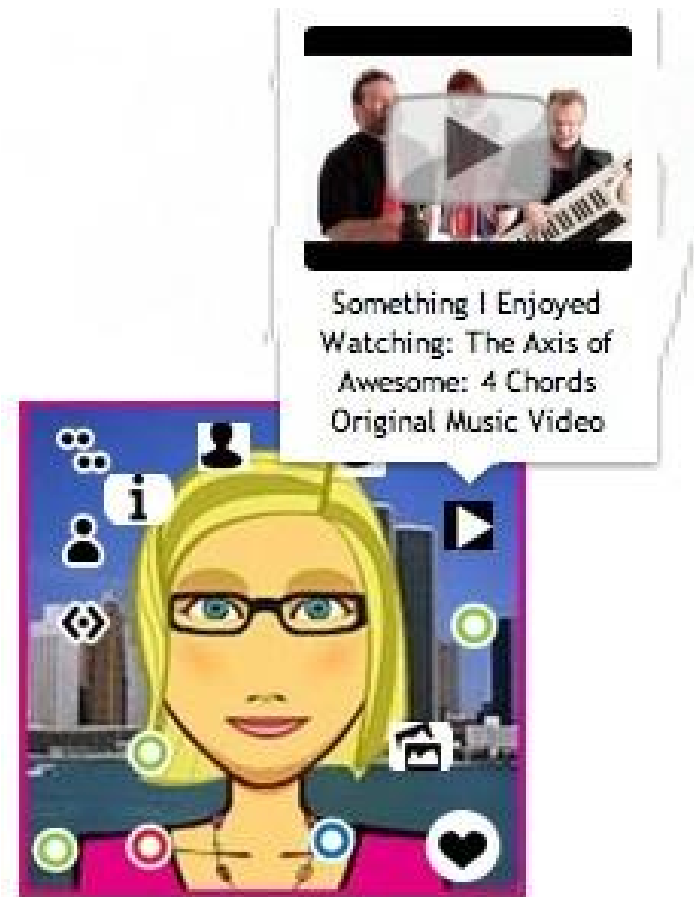 Something I Enjoyed
Watching: The Axis of
Awesome: 4 Chords
Original Music Video
i